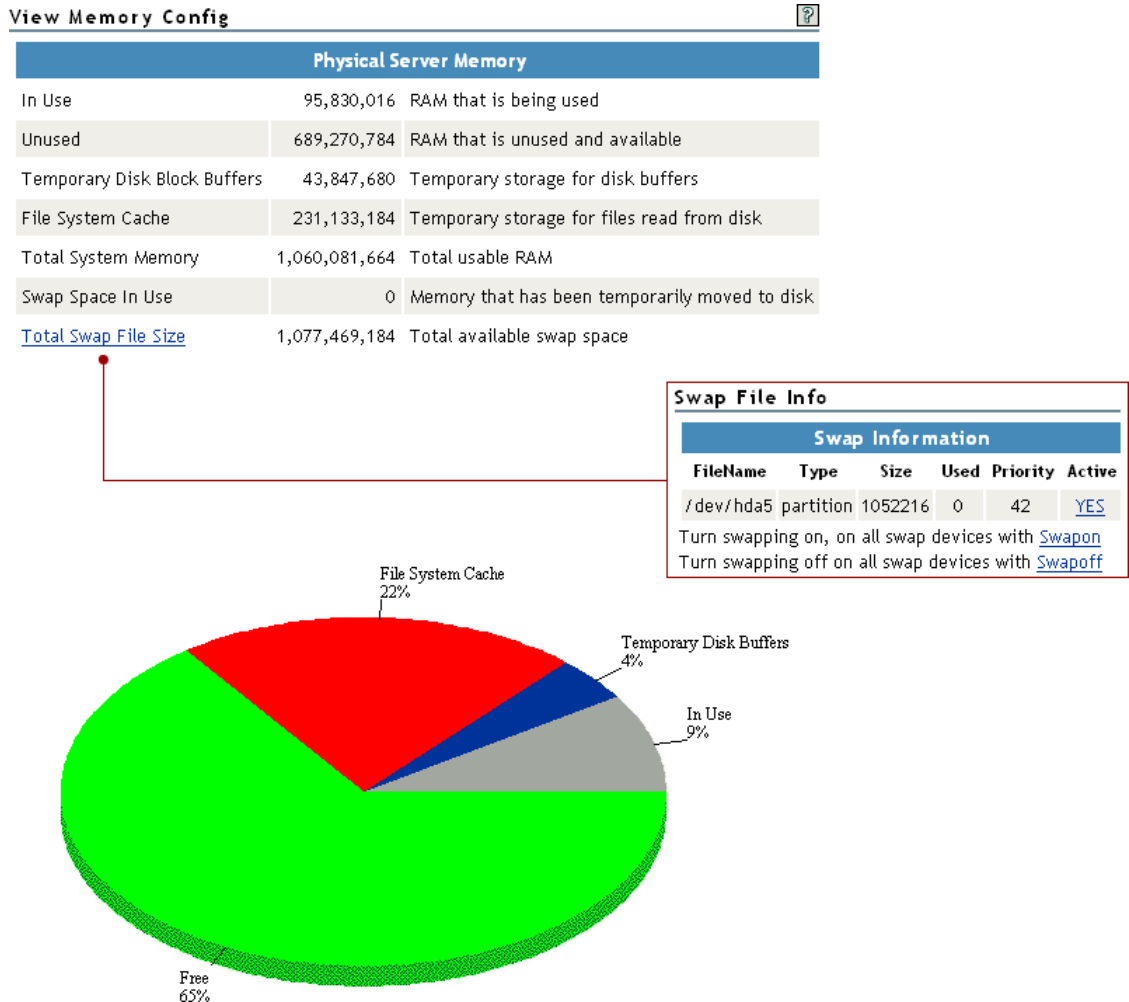 View Memory Config
?
Physical Server Memory
In Use 95,830,016 RAM that is being used
Unused 689,270,784 RAM that is unused and available
Temporary Disk Block Buffers 43,847,680 Temporary storage for disk buffers
File System Cache 231,133,184 Temporary storage for files read from disk
Total System Memory 1,060,081,664 Total usable RAM
Swap Space In Use 0 Memory that has been temporarily moved to disk
Total Swap File Size 1,077,469,184 Total available swap space
Swap File Info
Swap Information
FileName Type Size Used Priority Active
/dev/hda5 partition 1052216 0 42 YES
Turn swapping on, on all swap devices with Swapon
Turn swapping off on all swap devices with Swapoff
File System Cache
22%
Temporary Disk Buffers
4%
In Use
9%
Free
65%